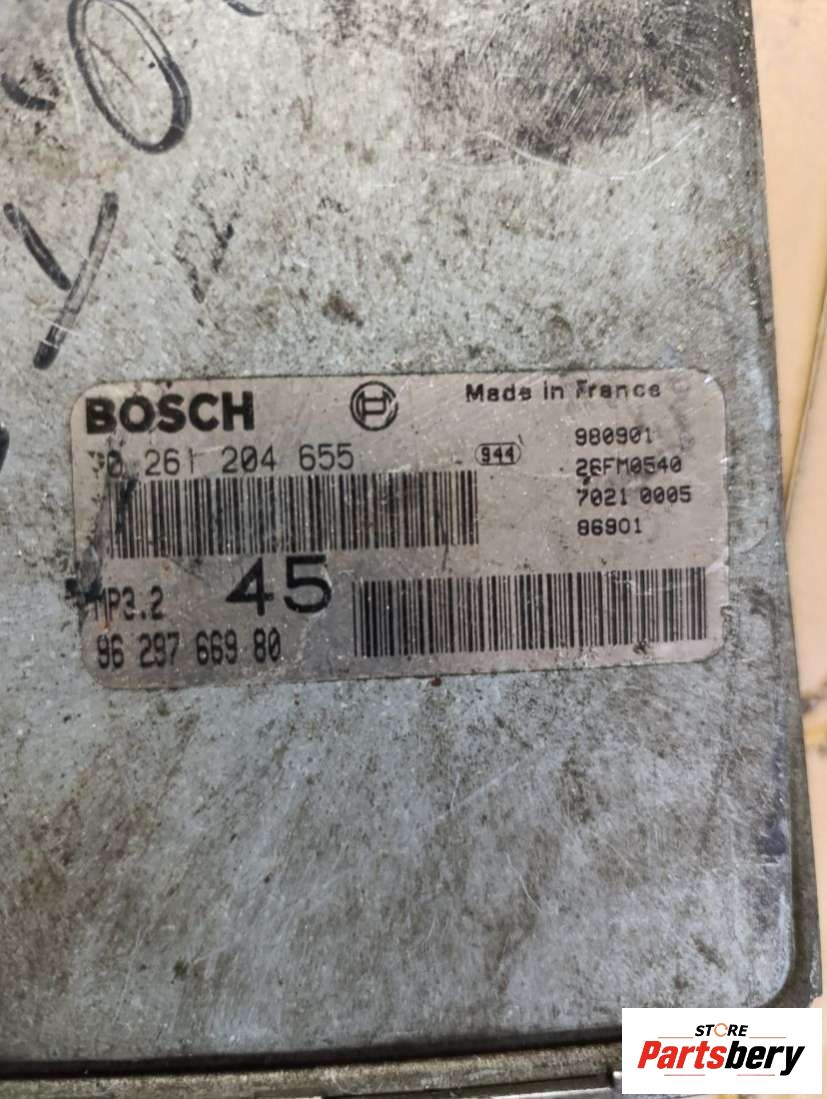 BOSCH
Made in France
0 261 204 655
944
980901
26FM0540
7021 0005
86901
MP3.2
45
96 297 669 80
STORE
Partsbery